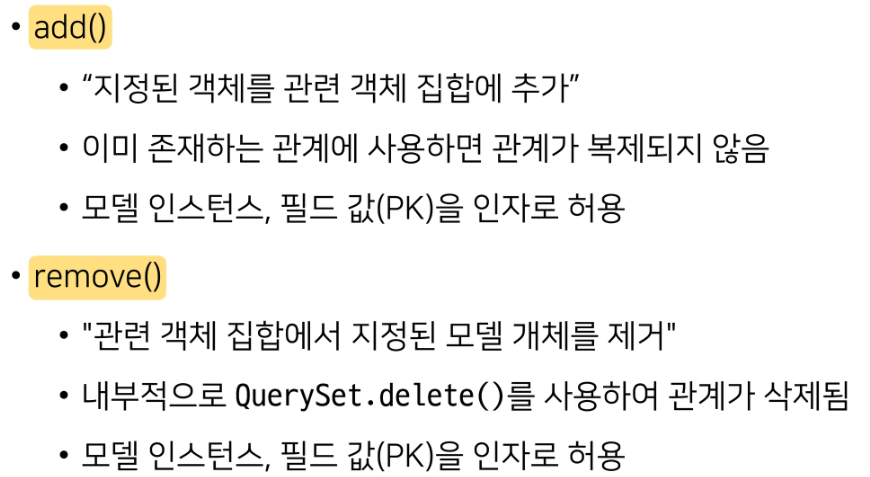 • add()
• “지정된 객체를 관련 객체 집합에 추가”
• 이미 존재하는 관계에 사용하면 관계가 복제되지 않음
• 모델 인스턴스, 필드 값(PK)을 인자로 허용
• remove()
• "관련 객체 집합에서 지정된 모델 개체를 제거"
• 내부적으로 QuerySet.delete()를 사용하여 관계가 삭제됨
• 모델 인스턴스, 필드 값(PK)을 인자로 허용